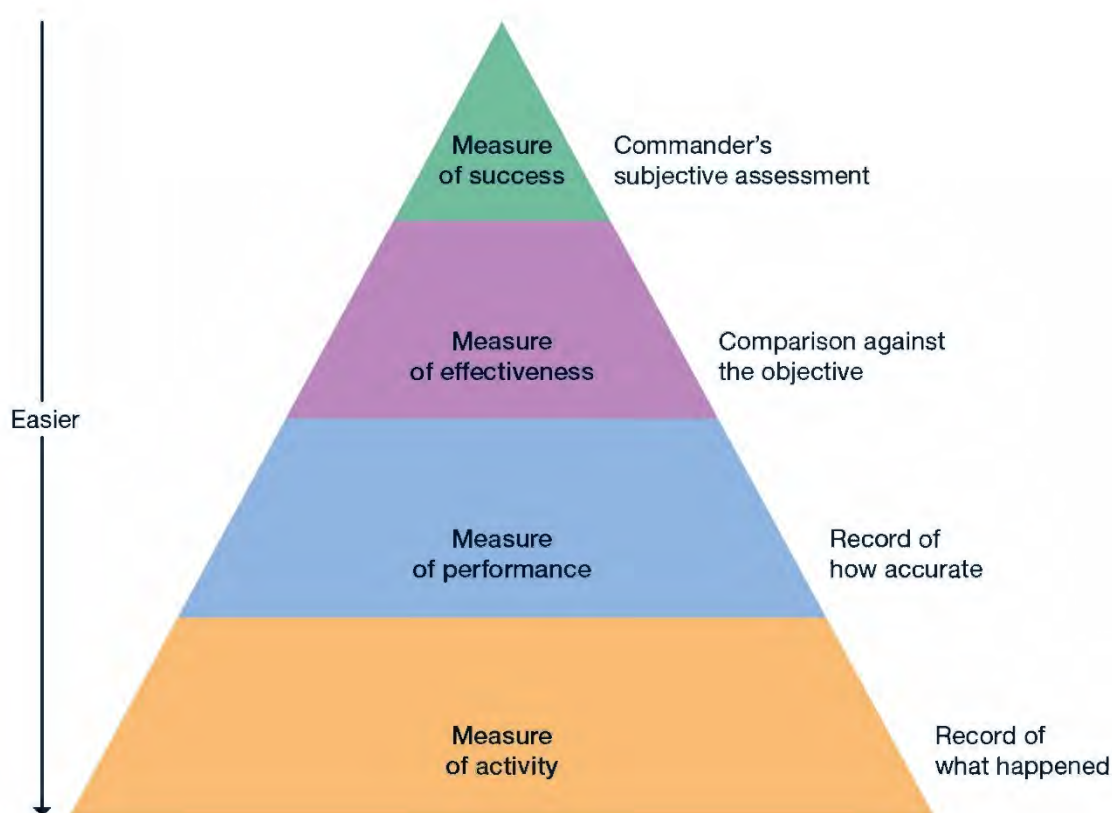 Measure
of success
Commander's
subjective assessment
Measure
of effectiveness
Comparison against
the objective
Easier
Measure
of performance
Record of
how accurate
Measure
of activity
Record of
what happened